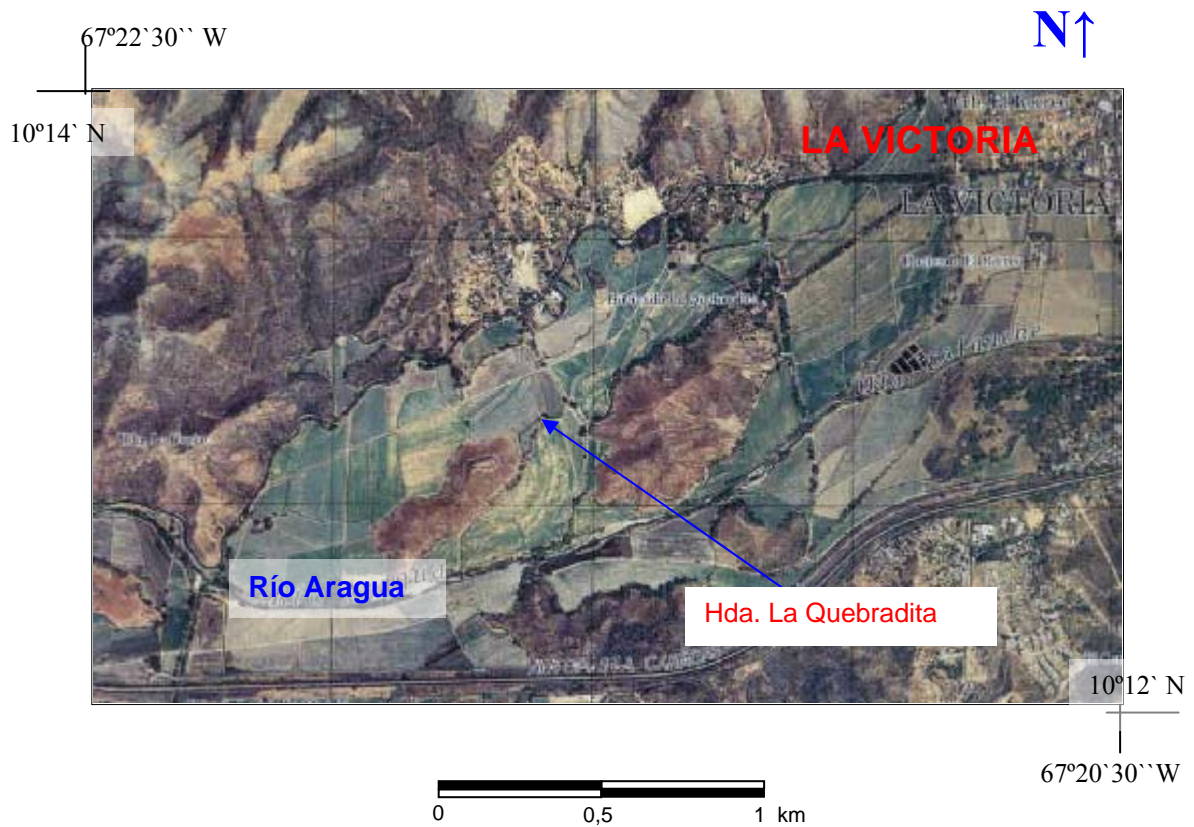 67º22`30`` W
N↑
10º14` N
LA VICTORIA
LA VICTORIA
Río Aragua
Hda. La Quebradita
10º12` N
67º20`30``W
0 0,5 1 km